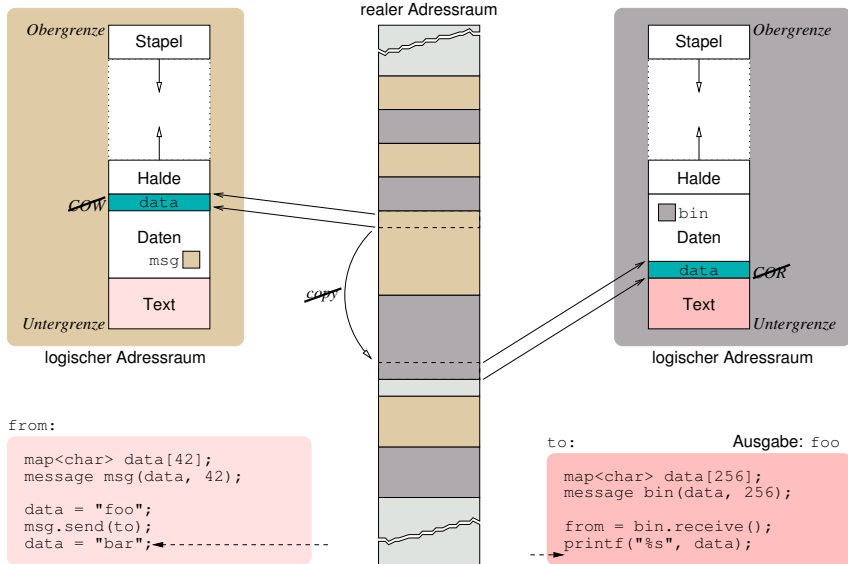 realer Adressraum
Obergrenze
Stapel
Halde
COW
data
Daten
msg
Text
Untergrenze
logischer Adressraum
copy
Stapel
Obergrenze
Halde
bin
Daten
data
COR
Text
Untergrenze
logischer Adressraum
from:
map<char> data[42];
message msg(data, 42);
data = "foo";
msg.send(to);
data = "bar";
to:
Ausgabe: foo
map<char> data[256];
message bin(data, 256);
from = bin.receive();
printf("%s", data);